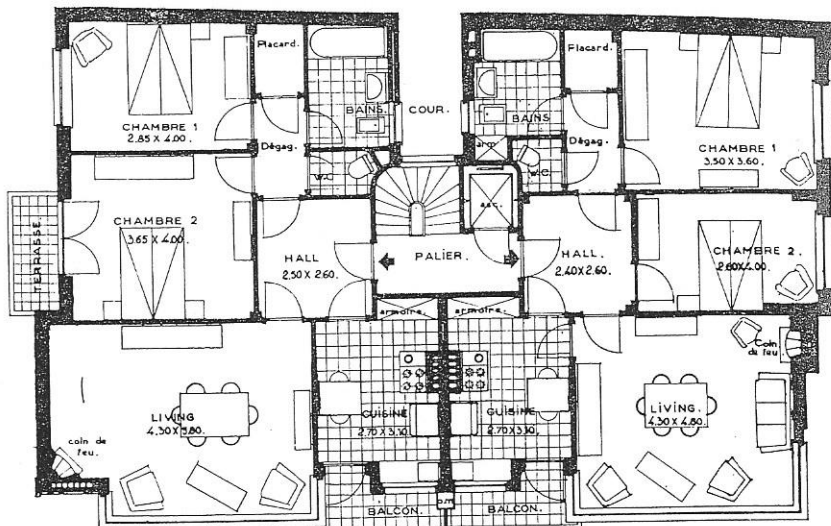 Placard.
Placard.
BAINS.
COUR.
BAINS
CHAMBRE 1
2.85 X 4.00.
Dégag.
arm.
Dégag.
CHAMBRE 1
3.50 X 3.60.
W.C
W.C.
asc.
CHAMBRE 2
3.65 X 4.00.
TERRASSE.
HALL
2.50 X 2.60.
PALIER.
HALL.
2.40 X 2.60.
CHAMBRE 2.
2.60 X 4.00.
armoire.
armoire.
Coin
de feu.
LIVING
4.30 X 5.80.
CUISINE
2.70 X 3.10.
CUISINE
2.70 X 3.10.
LIVING.
4.30 X 4.80.
coin de
feu.
BALCON.
BALCON.